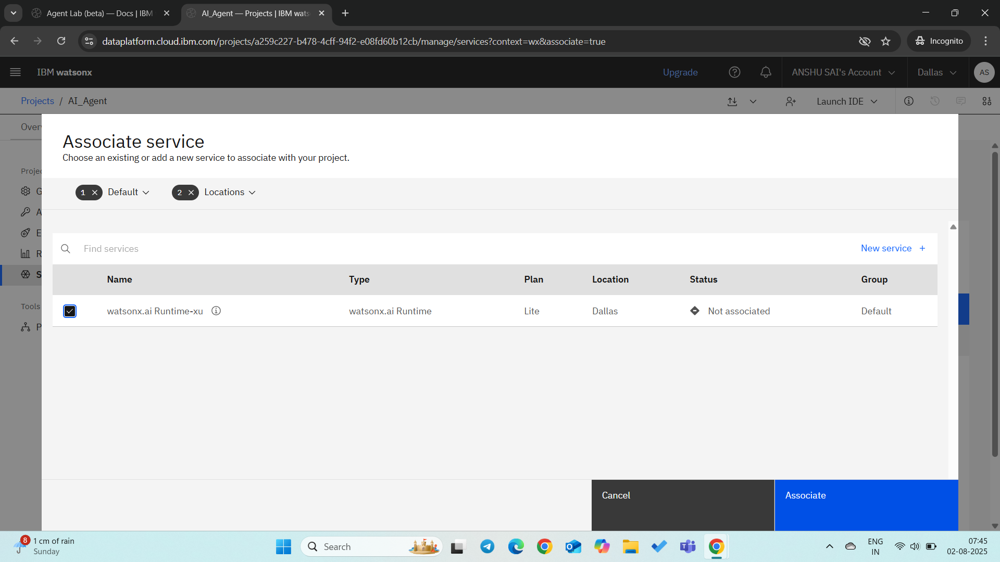 Agent Lab (beta) — Docs | IBM
AI_Agent — Projects | IBM wats
dataplatform.cloud.ibm.com/projects/a259c227-b478-4cff-94f2-e08fd60b12cb/manage/services?context=wx&associate=true
Incognito
IBM watsonx
Upgrade
ANSHU SAI's Account
Dallas
AS
Projects / AI_Agent
Launch IDE
Over
Associate service
Choose an existing or add a new service to associate with your project.
Projec
1 Default
2 Locations
G
A
E
R
S
Tools
P
Find services
New service +
Name Type Plan Location Status Group
watsonx.ai Runtime-xu watsonx.ai Runtime Lite Dallas Not associated Default
Cancel
Associate
8
1 cm of rain
Sunday
Search
ENG
IN
07:45
02-08-2025